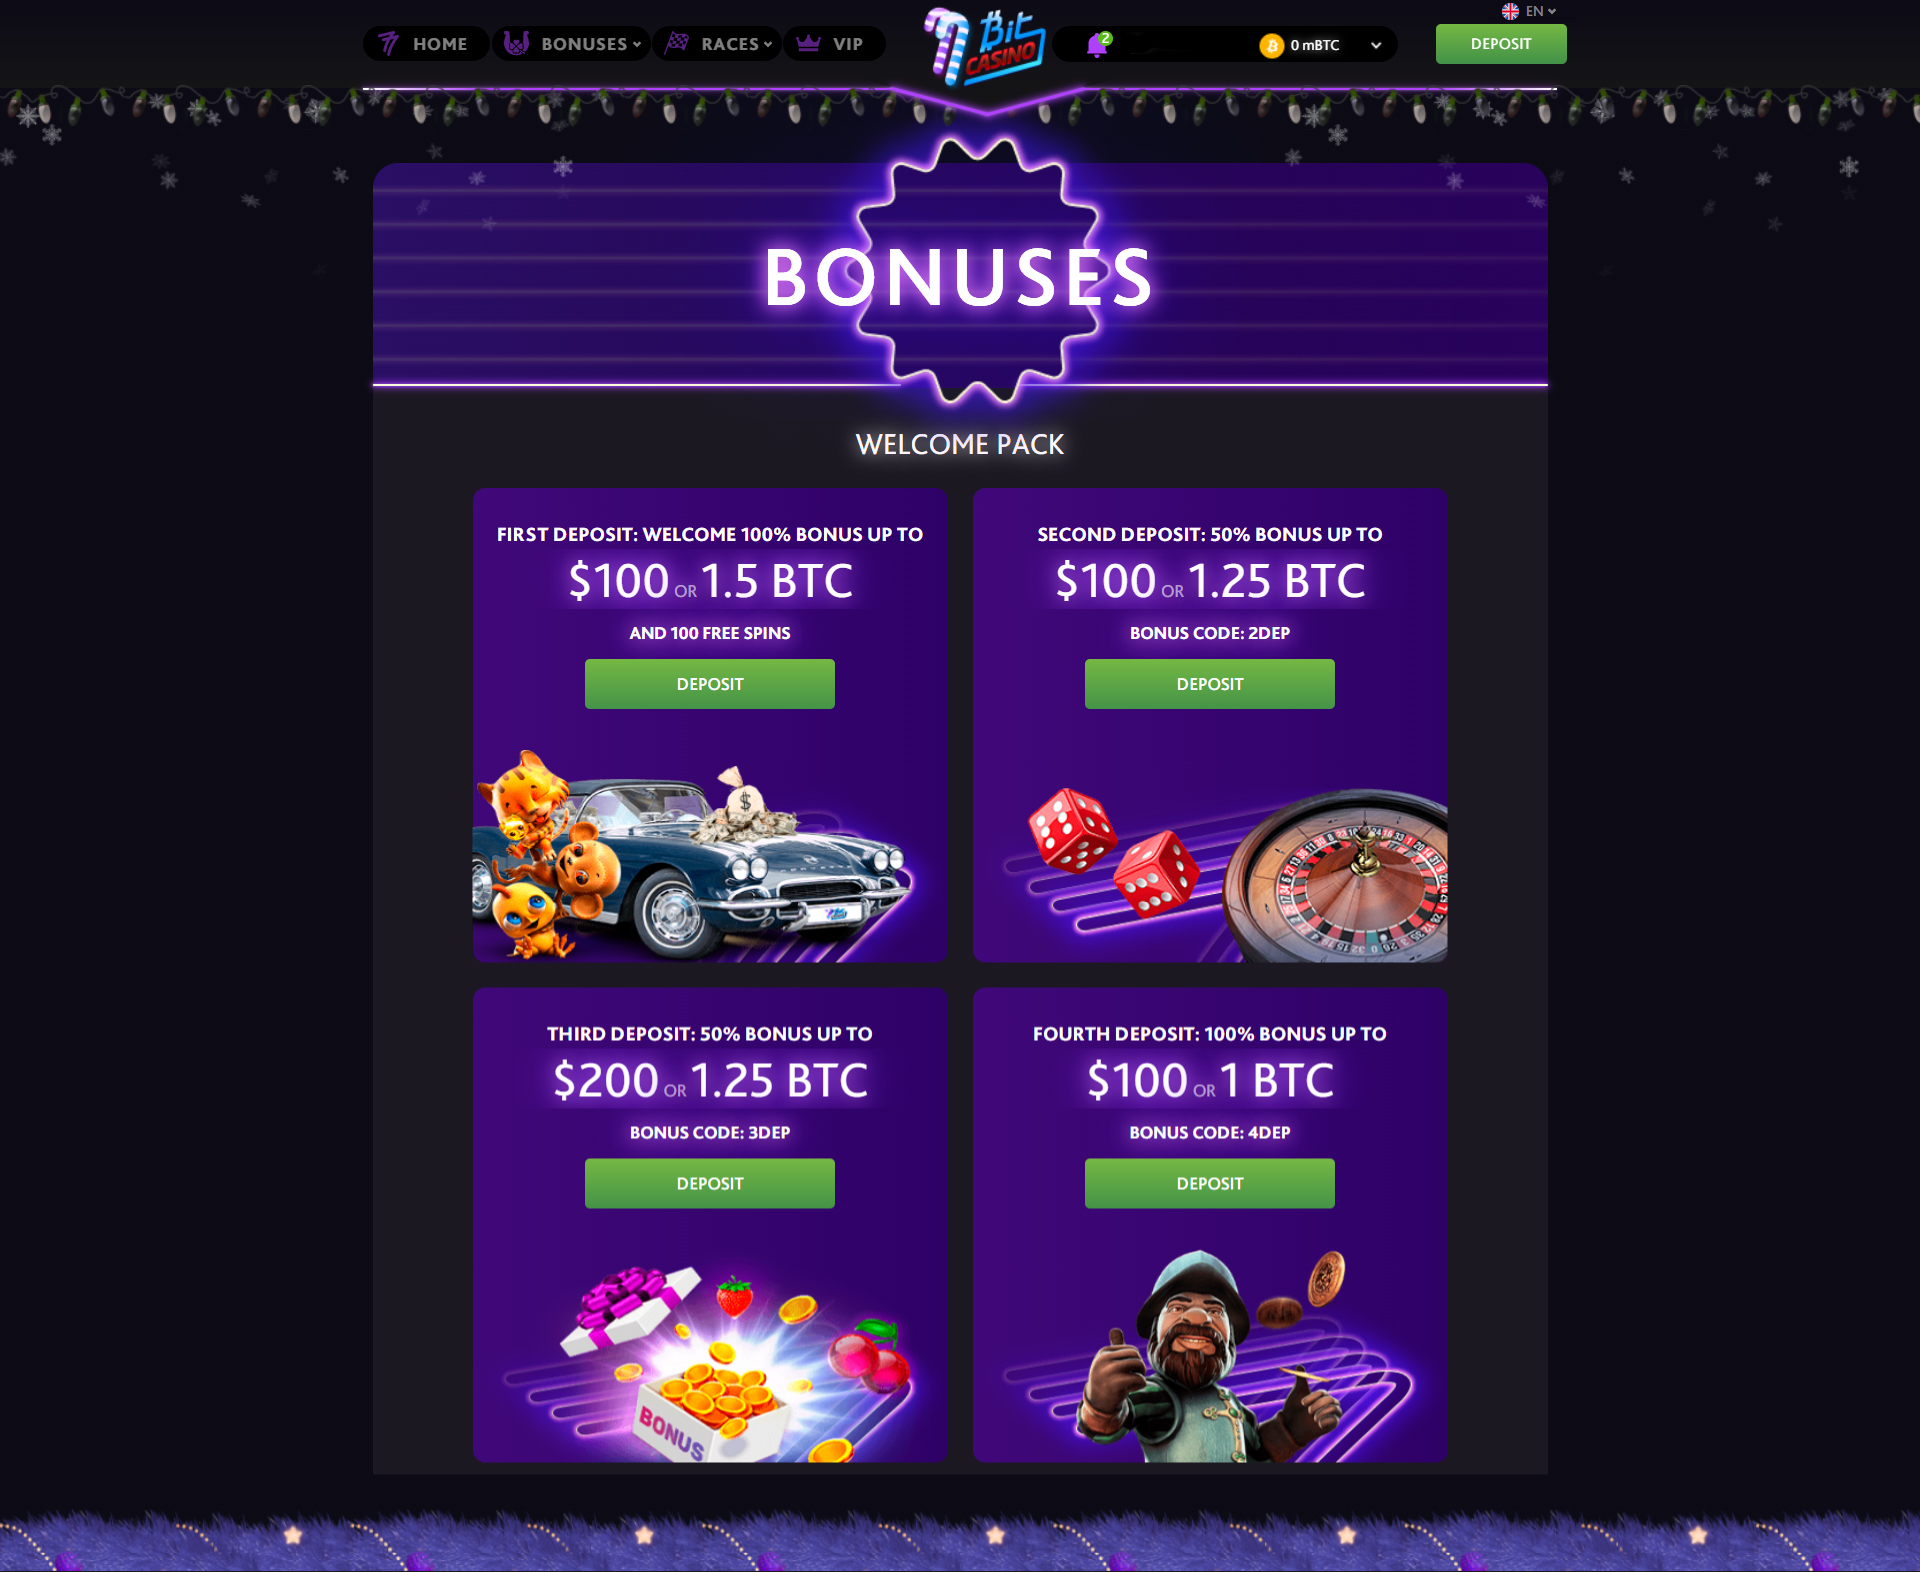 EN
HOME
BONUSES
RACES
VIP
7 Bit
CASINO
2
0 mBTC
DEPOSIT
BONUSES
WELCOME PACK
FIRST DEPOSIT: WELCOME 100% BONUS UP TO
$100 OR 1.5 BTC
AND 100 FREE SPINS
DEPOSIT
SECOND DEPOSIT: 50% BONUS UP TO
$100 OR 1.25 BTC
BONUS CODE: 2DEP
DEPOSIT
$
THIRD DEPOSIT: 50% BONUS UP TO
$200 OR 1.25 BTC
BONUS CODE: 3DEP
DEPOSIT
BONUS
FOURTH DEPOSIT: 100% BONUS UP TO
$100 OR 1 BTC
BONUS CODE: 4DEP
DEPOSIT